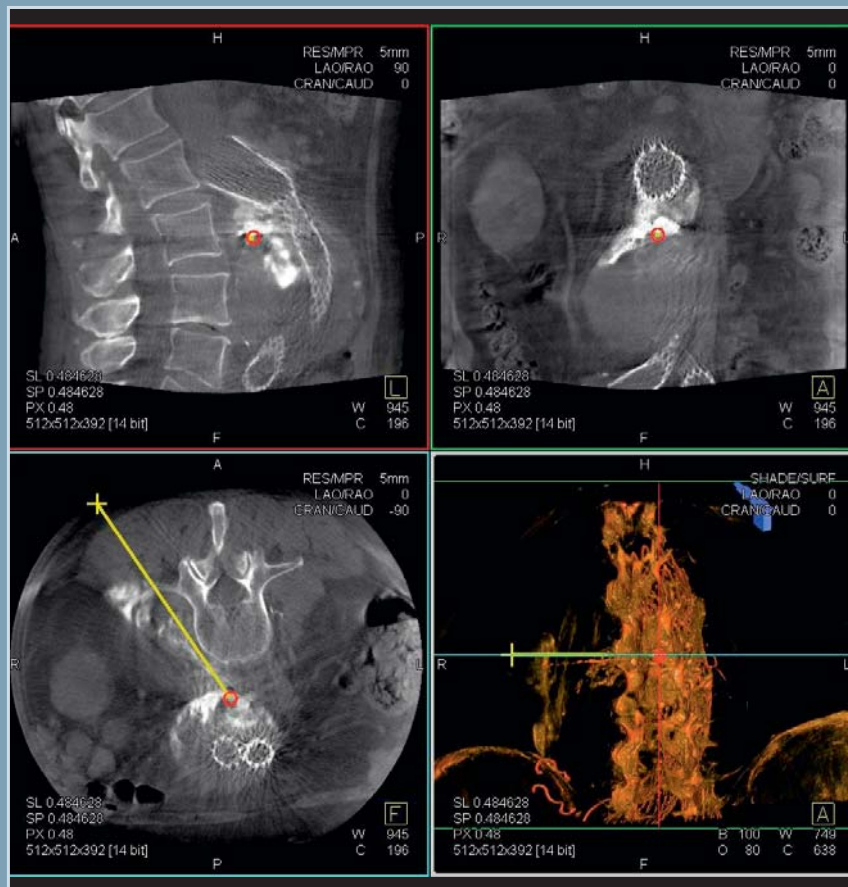 H
RES/MPR 5mm
LAO/RAO 90
CRAN/CAUD 0
A
P
SL 0.484628
SP 0.484628
PX 0.48
512x512x392 [14 bit]
L
W 945
C 196
F
H
RES/MPR 5mm
LAO/RAO 0
CRAN/CAUD 0
R
L
SL 0.484628
SP 0.484628
PX 0.48
512x512x392 [14 bit]
A
W 945
C 196
F
A
RES/MPR 5mm
LAO/RAO 0
CRAN/CAUD -90
R
L
SL 0.484628
SP 0.484628
PX 0.48
512x512x392 [14 bit]
F
W 945
C 196
P
H
SHADE/SURF
LAO/RAO 0
CRAN/CAUD 0
R
L
SL 0.484628
SP 0.484628
PX 0.48
512x512x392 [14 bit]
A
B 100 W 749
O 80 C 638
F